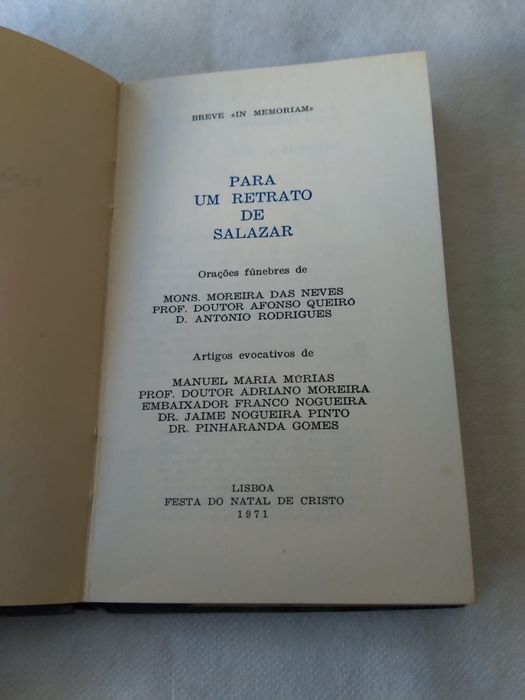 BREVE «IN MEMORIAM»
PARA
UM RETRATO
DE
SALAZAR
Orações fúnebres de
MONS. MOREIRA DAS NEVES
PROF. DOUTOR AFONSO QUEIRÓ
D. ANTÓNIO RODRIGUES
Artigos evocativos de
MANUEL MARIA MÚRIAS
PROF. DOUTOR ADRIANO MOREIRA
EMBAIXADOR FRANCO NOGUEIRA
DR. JAIME NOGUEIRA PINTO
DR. PINHARANDA GOMES
LISBOA
FESTA DO NATAL DE CRISTO
1971